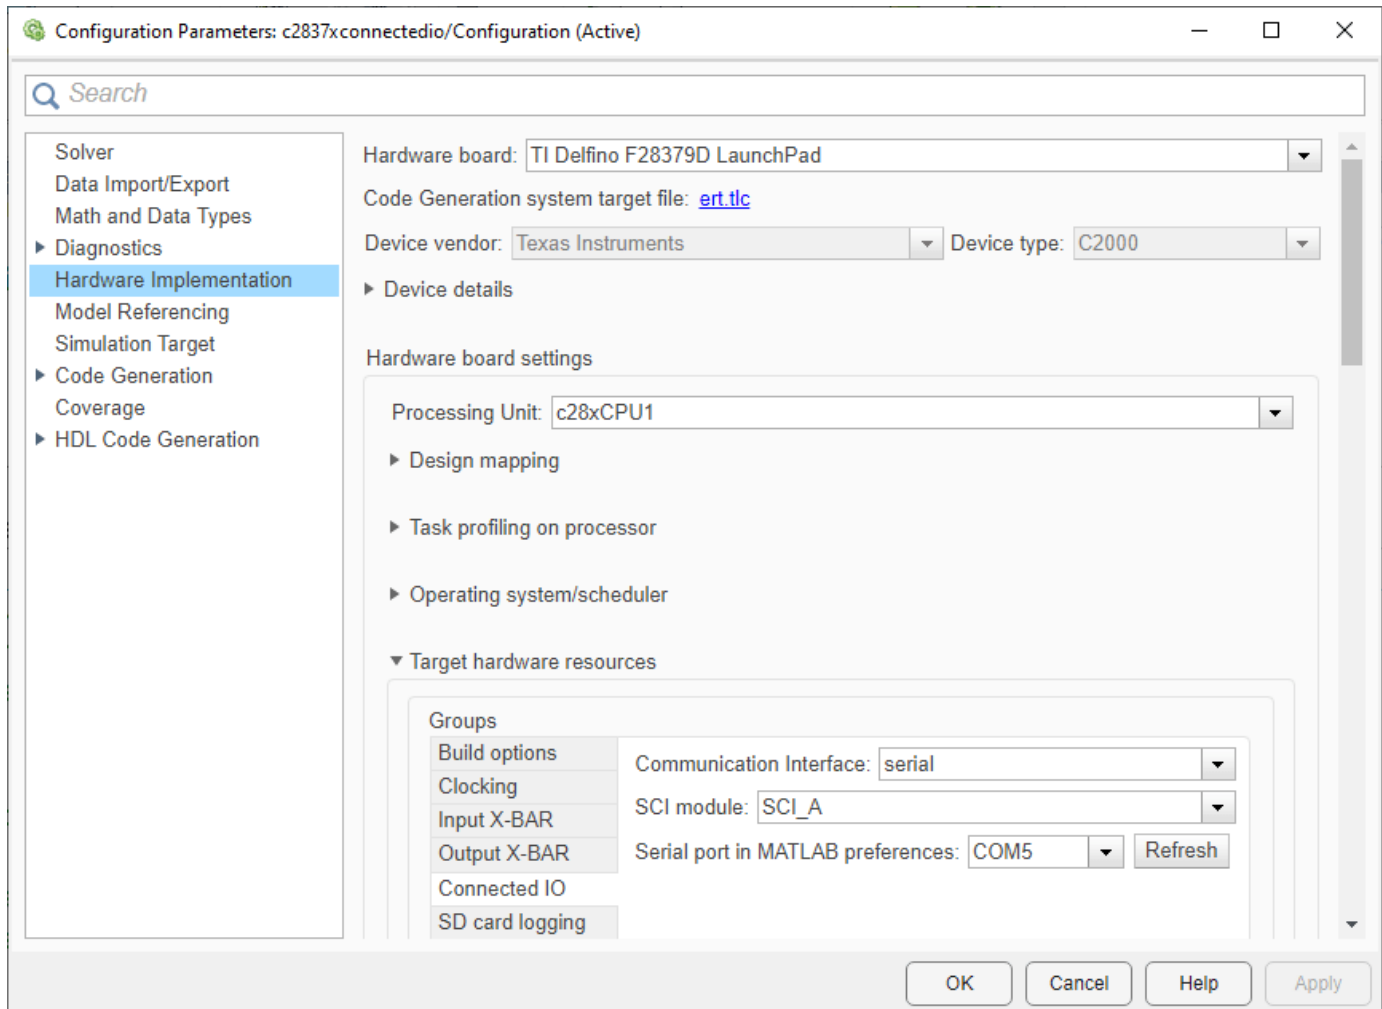 Configuration Parameters: c2837xconnectedio/Configuration (Active)
Search
Solver
Data Import/Export
Math and Data Types
Diagnostics
Hardware Implementation
Model Referencing
Simulation Target
Code Generation
Coverage
HDL Code Generation
Hardware board: TI Delfino F28379D LaunchPad
Code Generation system target file: ert.tlc
Device vendor: Texas Instruments Device type: C2000
Device details
Hardware board settings
Processing Unit: c28xCPU1
Design mapping
Task profiling on processor
Operating system/scheduler
Target hardware resources
Groups
Build options
Clocking
Input X-BAR
Output X-BAR
Connected IO
SD card logging
Communication Interface: serial
SCI module: SCI_A
Serial port in MATLAB preferences: COM5 Refresh
OK Cancel Help Apply